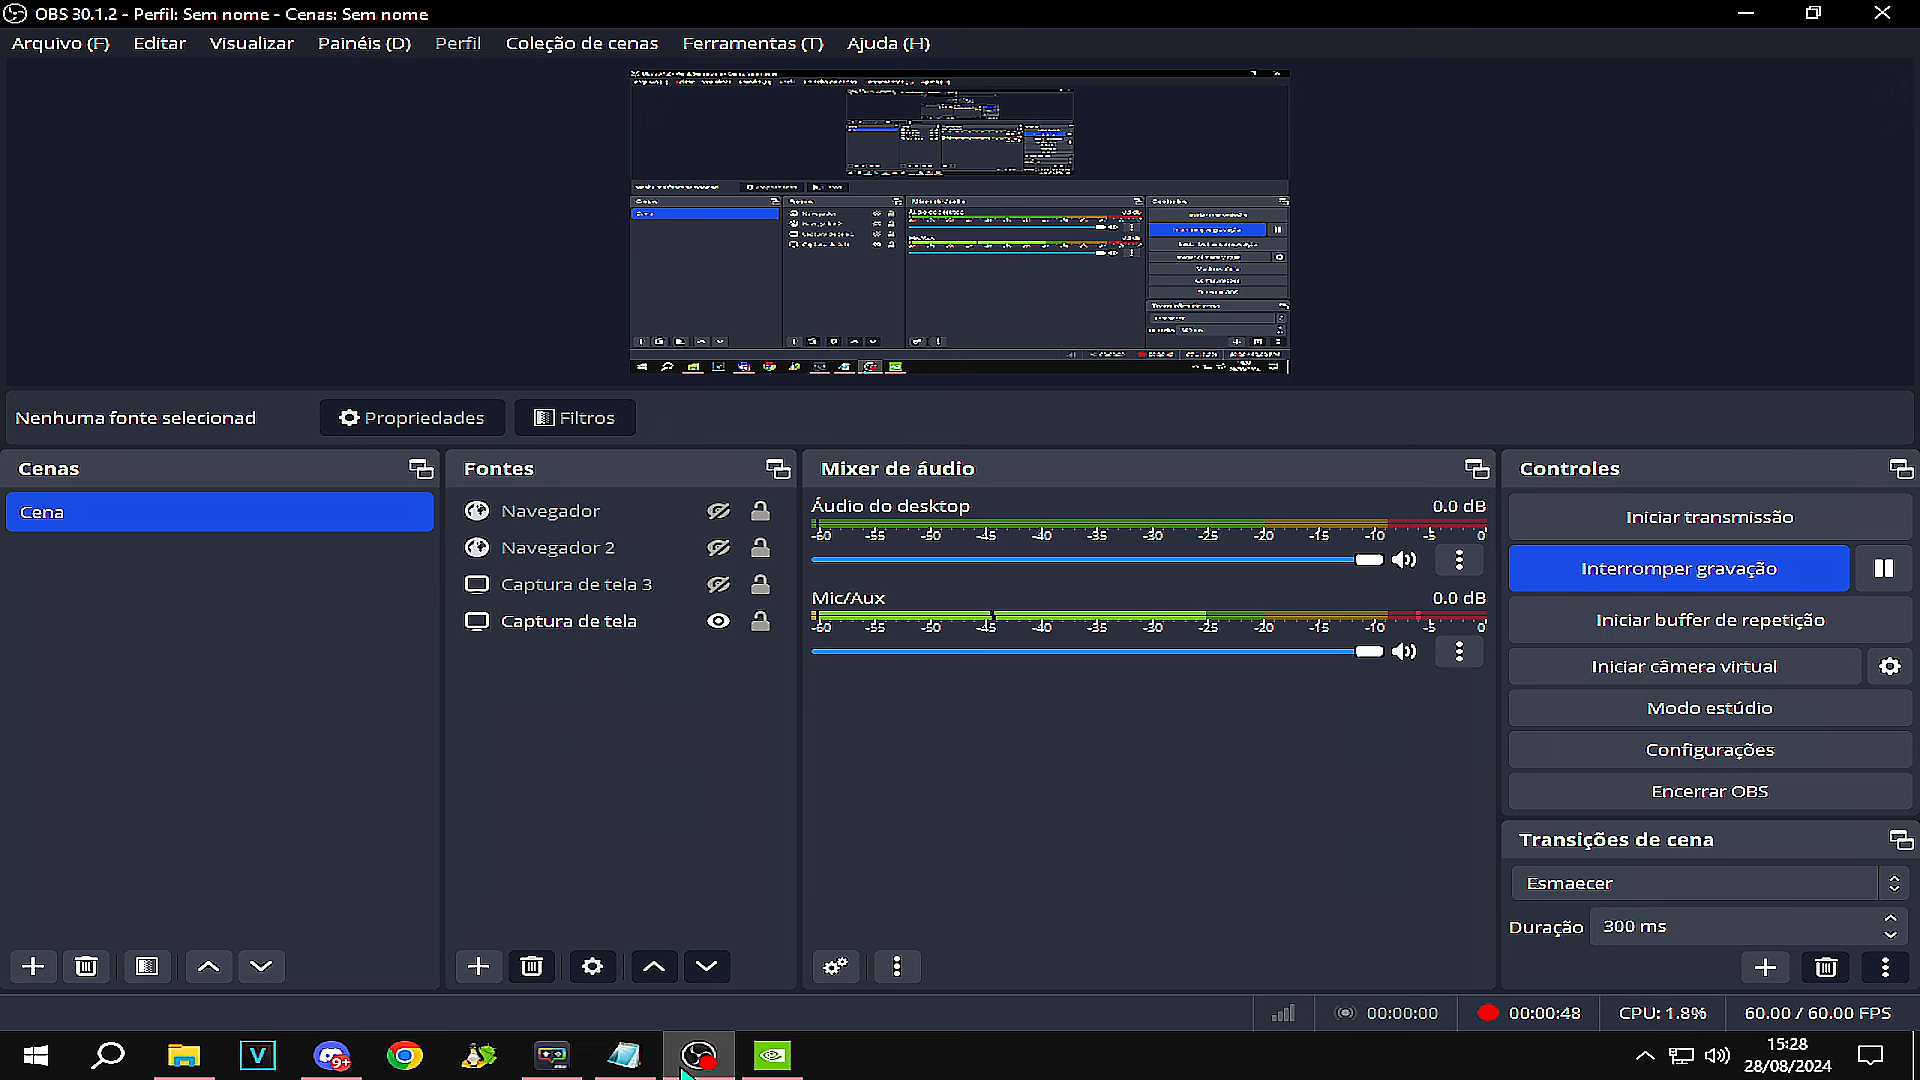 OBS 30.1.2 - Perfil: Sem nome - Cenas: Sem nome
Arquivo (F) Editar Visualizar Painéis (D) Perfil Coleção de cenas Ferramentas (T) Ajuda (H)
Nenhuma fonte selecionad Propriedades Filtros
Cenas
Cena
Fontes
Navegador
Navegador 2
Captura de tela 3
Captura de tela
Mixer de áudio
Áudio do desktop 0.0 dB
-60 -55 -50 -45 -40 -35 -30 -25 -20 -15 -10 -5 0
Mic/Aux 0.0 dB
-60 -55 -50 -45 -40 -35 -30 -25 -20 -15 -10 -5 0
Controles
Iniciar transmissão
Interromper gravação
Iniciar buffer de repetição
Iniciar câmera virtual
Modo estúdio
Configurações
Encerrar OBS
Transições de cena
Esmaecer
Duração 300 ms
00:00:00 00:00:48 CPU: 1.8% 60.00 / 60.00 FPS
V 9+ 15:28
28/08/2024